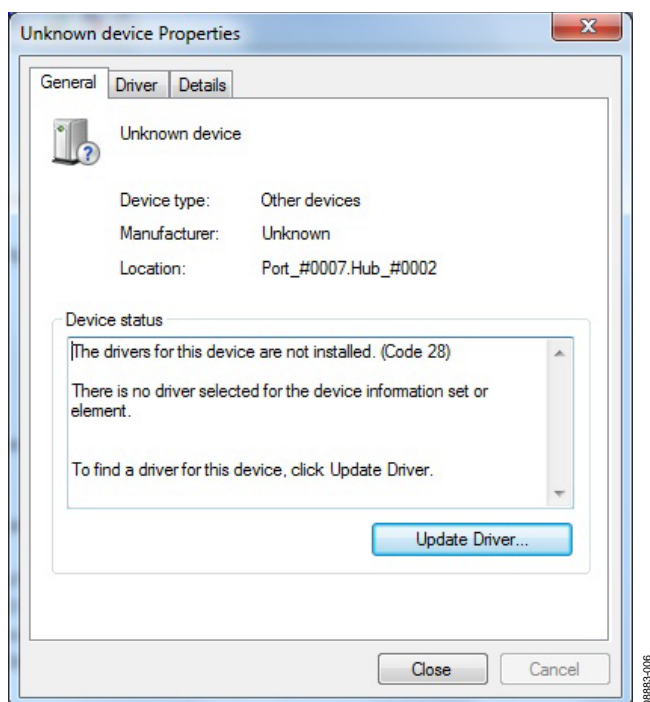 Unknown device Properties
General Driver Details
Unknown device
Device type: Other devices
Manufacturer: Unknown
Location: Port_#0007.Hub_#0002
Device status
The drivers for this device are not installed. (Code 28)
There is no driver selected for the device information set or
element.
To find a driver for this device, click Update Driver.
Update Driver...
Close Cancel
08883-006